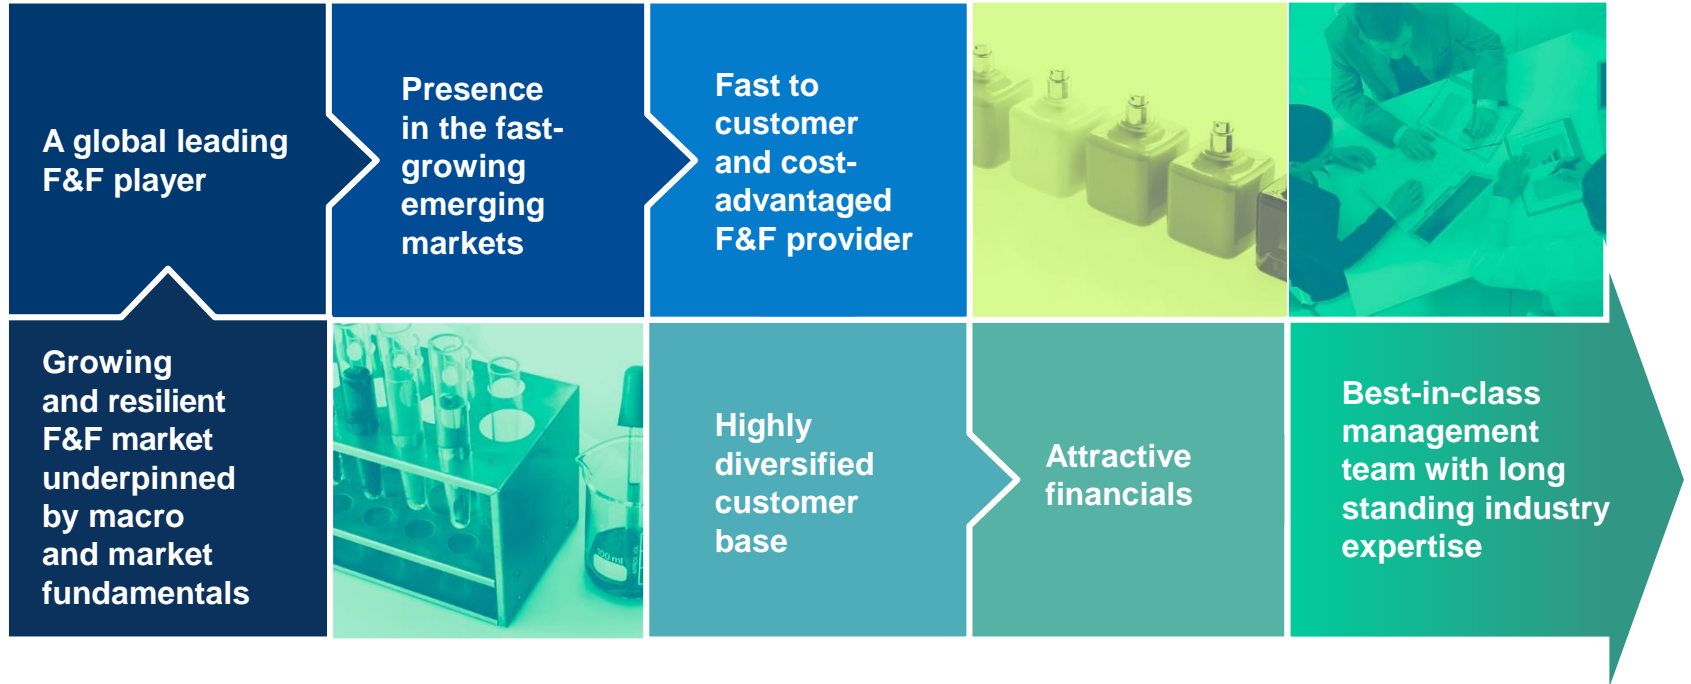 A global leading
F&F player
Presence
in the fast-
growing
emerging
markets
Fast to
customer
and cost-
advantaged
F&F provider
Growing
and resilient
F&F market
underpinned
by macro
and market
fundamentals
100 ml
Highly
diversified
customer
base
Attractive
financials
Best-in-class
management
team with long
standing industry
expertise